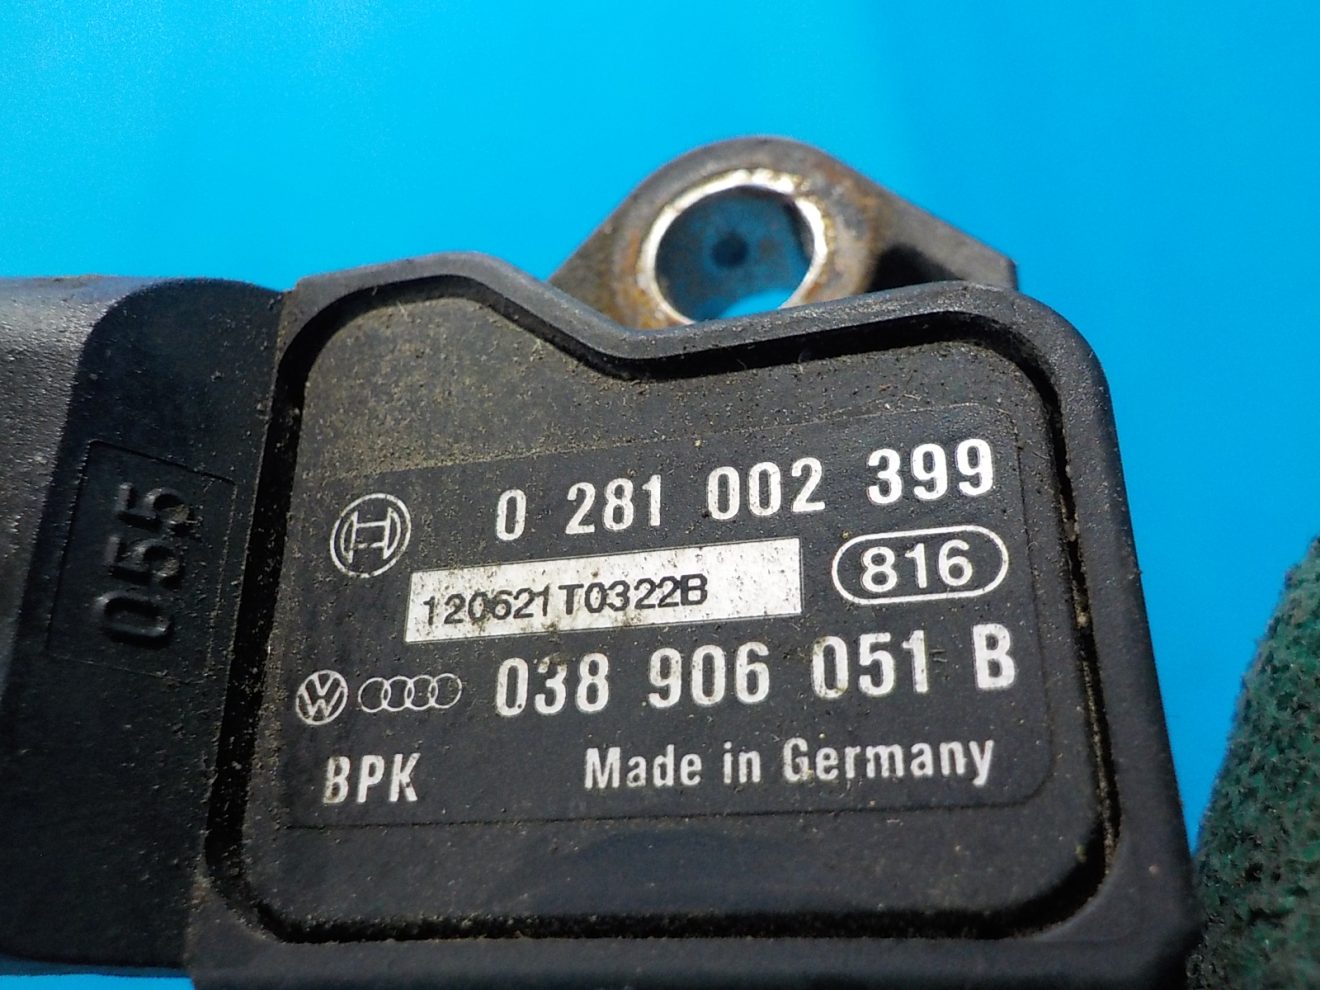 0 281 002 399
120621T0322B
816
038 906 051 B
BPK
Made in Germany
055